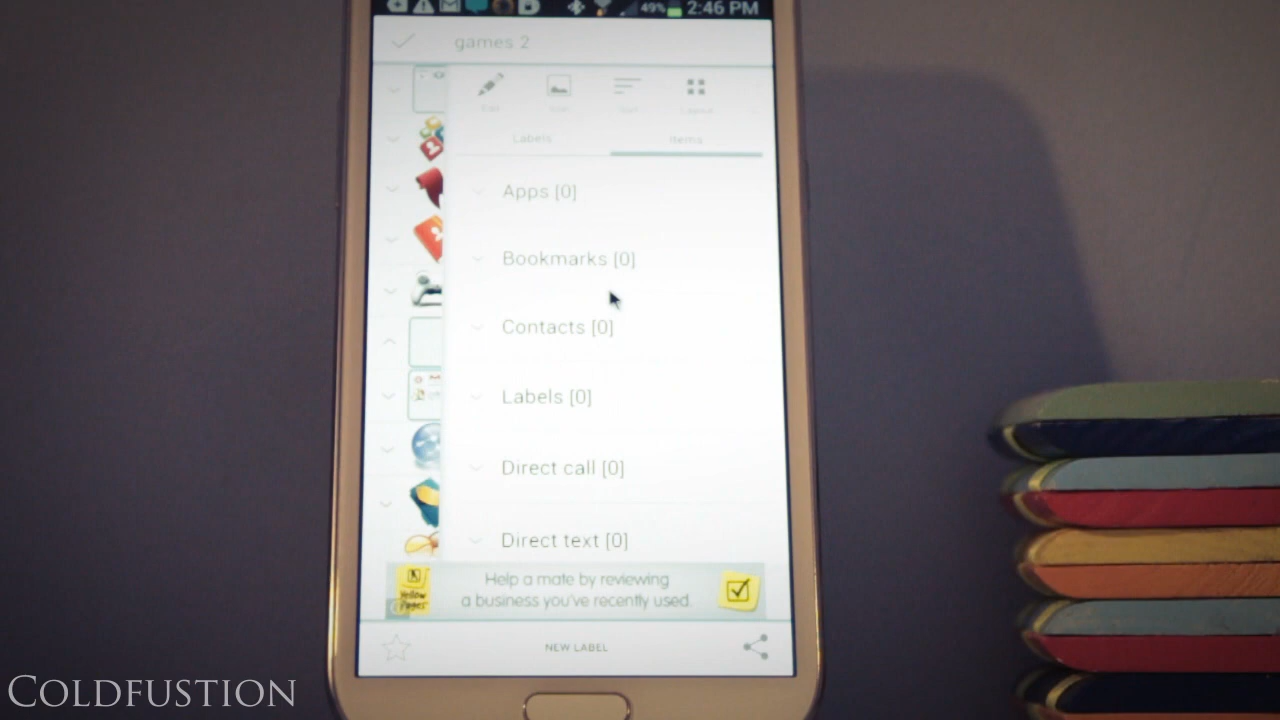 49% 2:46 PM
games 2
Edit
Labels Items
Apps [0]
Bookmarks [0]
Contacts [0]
Labels [0]
Direct call [0]
Direct text [0]
Yellow Pages
Help a mate by reviewing
a business you've recently used.
NEW LABEL
COLDFUSTION